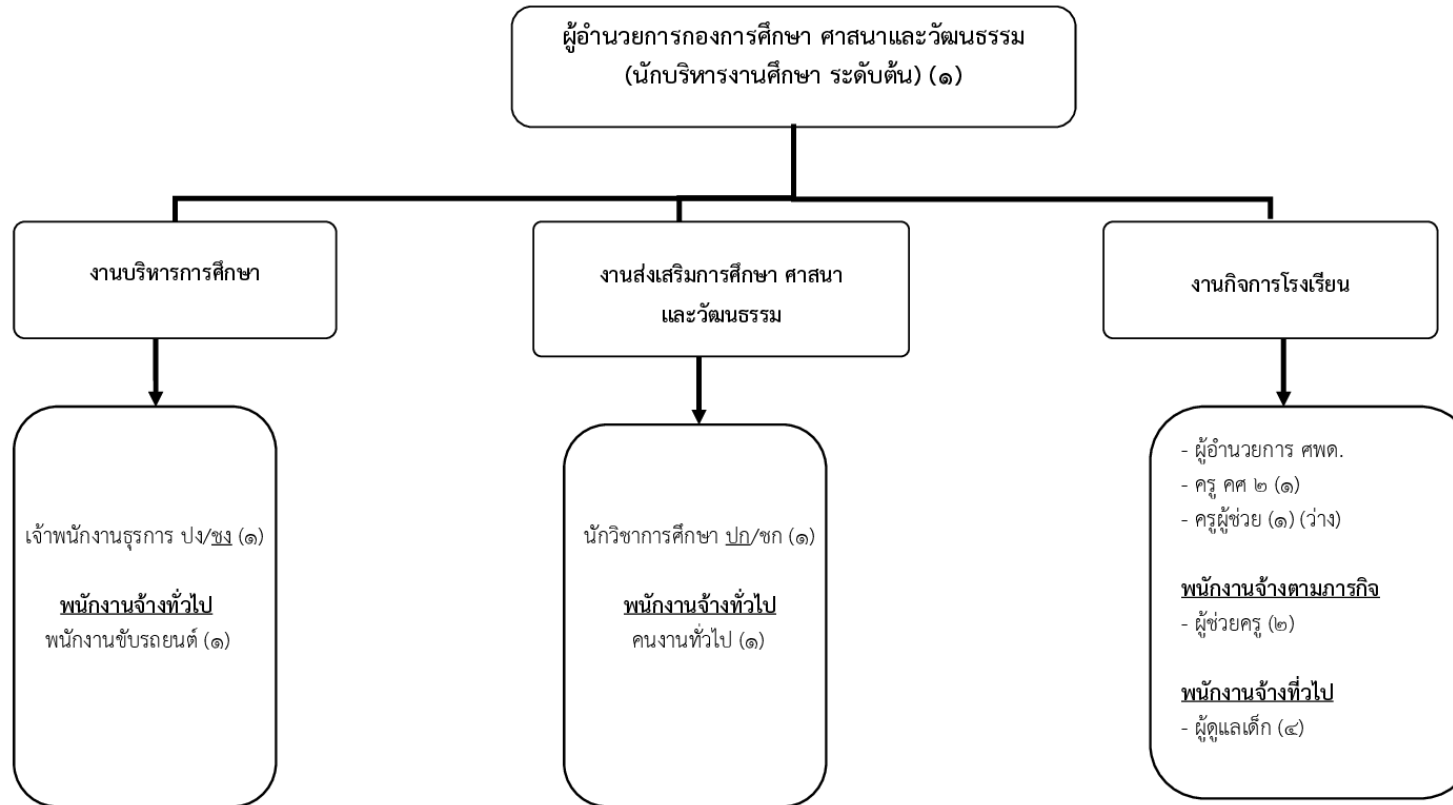 ผู้อำนวยการกองการศึกษา ศาสนาและวัฒนธรรม
(นักบริหารงานศึกษา ระดับต้น) (๑)
งานบริหารการศึกษา
งานส่งเสริมการศึกษา ศาสนา
และวัฒนธรรม
งานกิจการโรงเรียน
เจ้าพนักงานธุรการ ปง/ชง (๑)
พนักงานจ้างทั่วไป
พนักงานขับรถยนต์ (๑)
นักวิชาการศึกษา ปก/ชก (๑)
พนักงานจ้างทั่วไป
คนงานทั่วไป (๑)
- ผู้อำนวยการ ศพด.
- ครู คศ ๒ (๑)
- ครูผู้ช่วย (๑) (ว่าง)
พนักงานจ้างตามภารกิจ
- ผู้ช่วยครู (๒)
พนักงานจ้างที่วไป
- ผู้ดูแลเด็ก (๔)